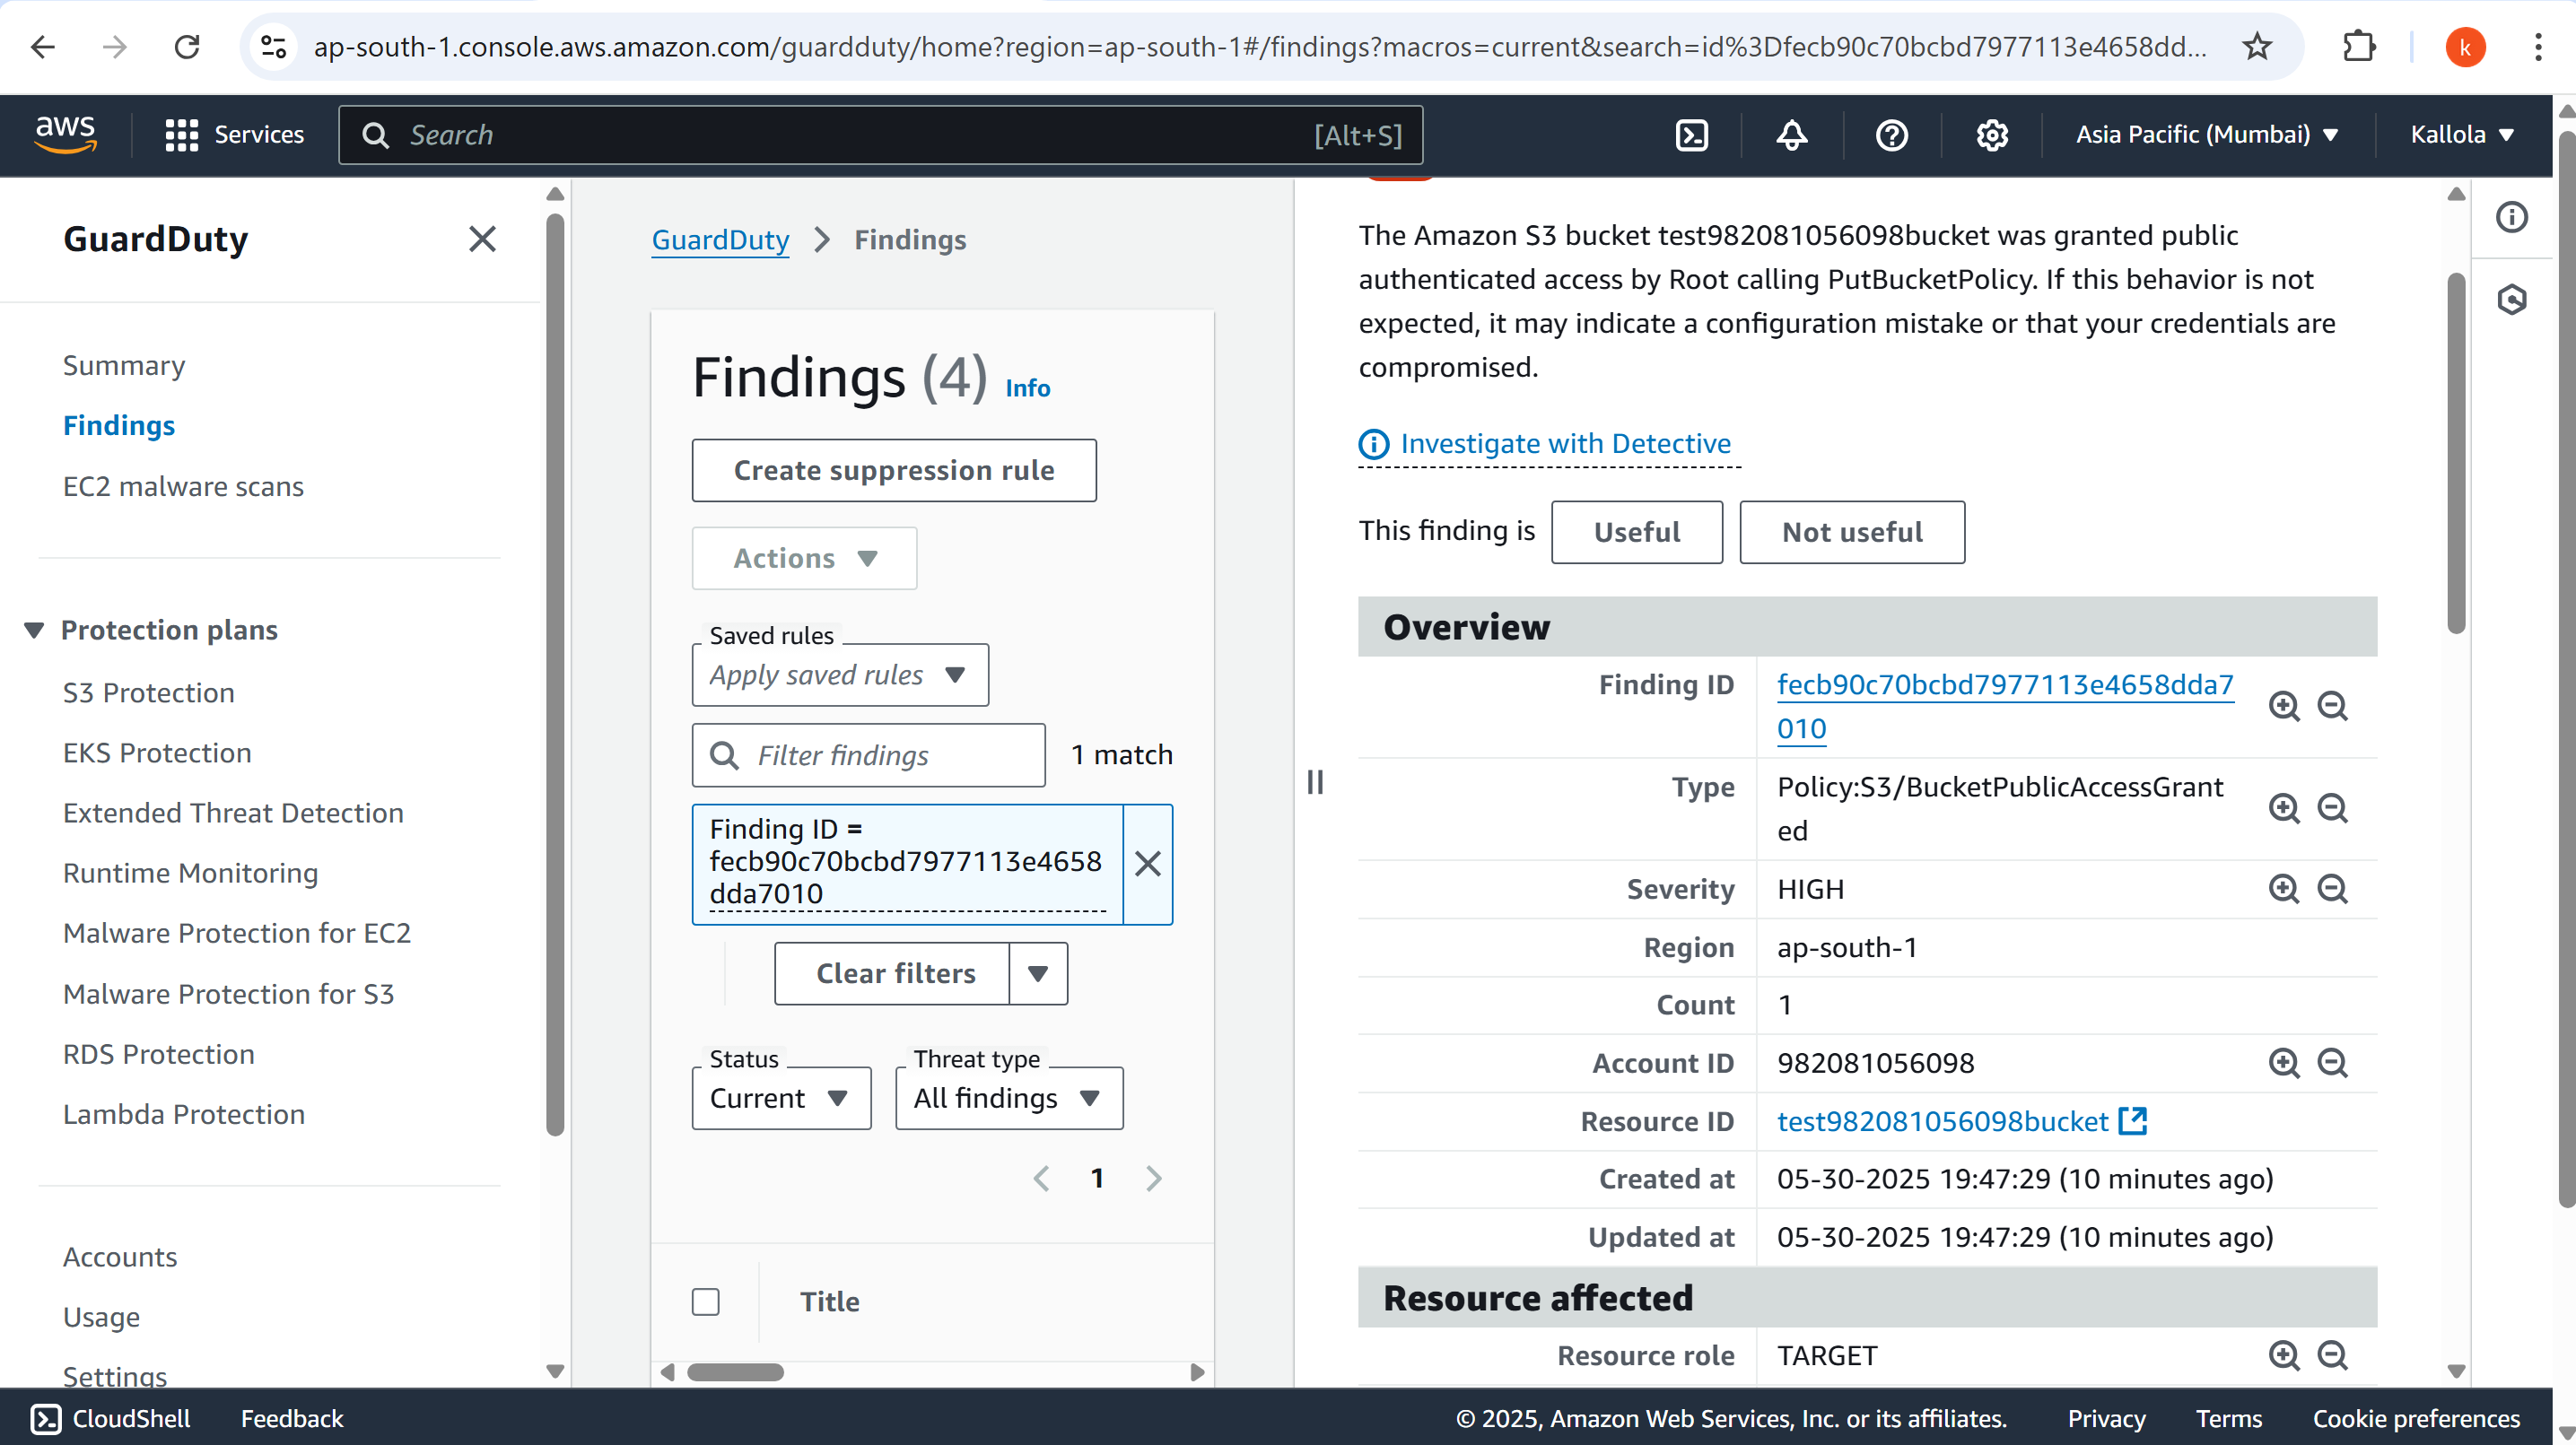 ap-south-1.console.aws.amazon.com/guardduty/home?region=ap-south-1#/findings?macros=current&search=id%3Dfecb90c70bcbd7977113e4658dd...
k
aws
Services
Search
[Alt+S]
Asia Pacific (Mumbai)
Kallola
GuardDuty
Summary
Findings
EC2 malware scans
Protection plans
S3 Protection
EKS Protection
Extended Threat Detection
Runtime Monitoring
Malware Protection for EC2
Malware Protection for S3
RDS Protection
Lambda Protection
Accounts
Usage
Settings
GuardDuty > Findings
Findings (4) Info
Create suppression rule
Actions
Saved rules
Apply saved rules
Filter findings
1 match
Finding ID =
fecb90c70bcbd7977113e4658
dda7010
Clear filters
Status
Current
Threat type
All findings
1
Title
The Amazon S3 bucket test982081056098bucket was granted public
authenticated access by Root calling PutBucketPolicy. If this behavior is not
expected, it may indicate a configuration mistake or that your credentials are
compromised.
Investigate with Detective
This finding is Useful Not useful
Overview
Finding ID fecb90c70bcbd7977113e4658dda7
010
Type Policy:S3/BucketPublicAccessGrant
ed
Severity HIGH
Region ap-south-1
Count 1
Account ID 982081056098
Resource ID test982081056098bucket
Created at 05-30-2025 19:47:29 (10 minutes ago)
Updated at 05-30-2025 19:47:29 (10 minutes ago)
Resource affected
Resource role TARGET
CloudShell
Feedback
© 2025, Amazon Web Services, Inc. or its affiliates.
Privacy
Terms
Cookie preferences